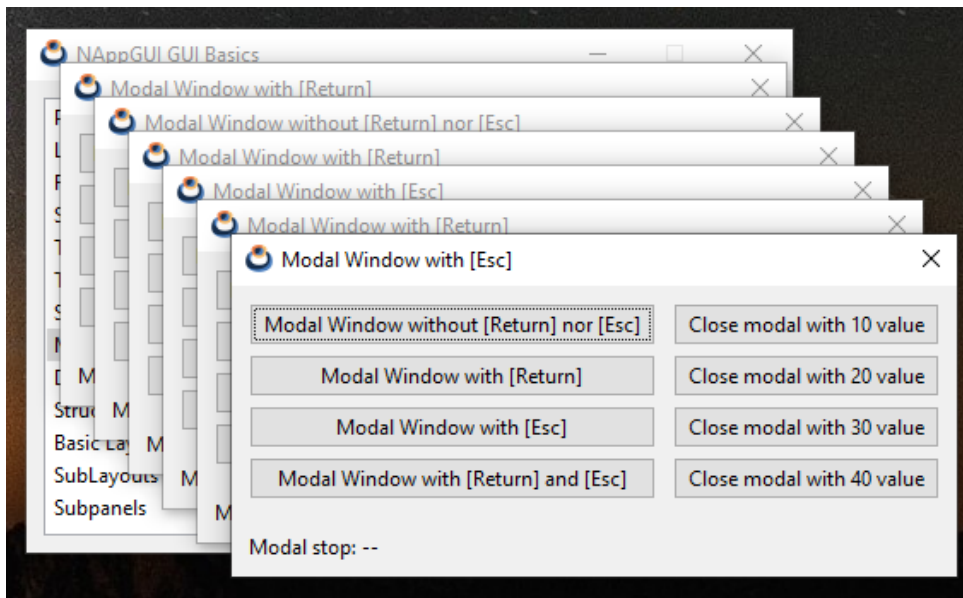 NAppGUI GUI Basics
Modal Window with [Return]
Modal Window without [Return] nor [Esc]
Modal Window with [Return]
Modal Window with [Esc]
Modal Window with [Return]
Modal Window with [Esc]
Modal Window without [Return] nor [Esc]
Close modal with 10 value
Modal Window with [Return]
Close modal with 20 value
Modal Window with [Esc]
Close modal with 30 value
Modal Window with [Return] and [Esc]
Close modal with 40 value
Modal stop: --
SubLayouts
Subpanels